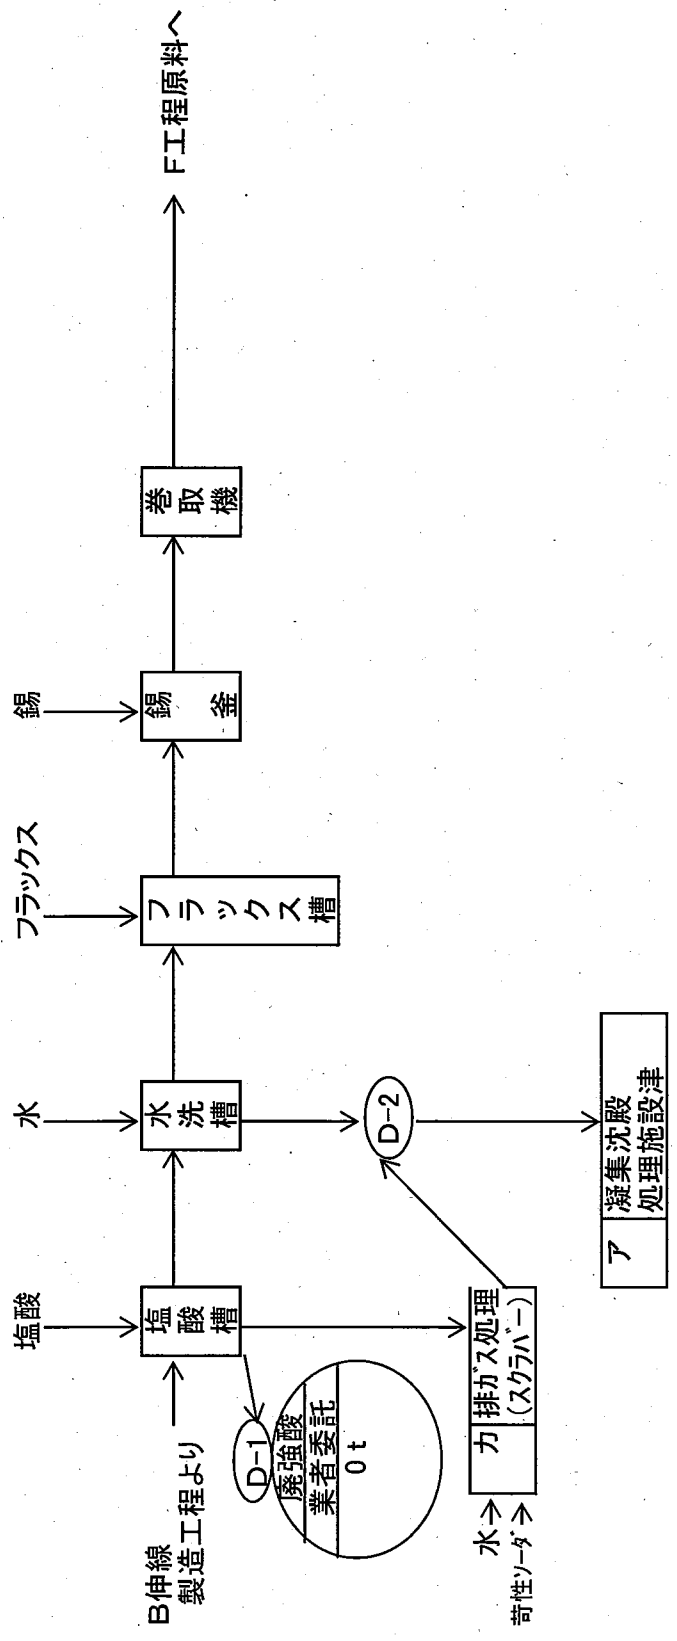 塩酸
水
フラックス
錫
B伸線
製造工程より
塩酸槽
水洗槽
フラックス槽
錫釜
巻取機
F工程原料へ
D-1
廃強酸
業者委託
0t
D-2
水→
苛性ソーダ→
カ
排ガス処理
(スクラバー)
ア
凝集沈殿
処理施設津